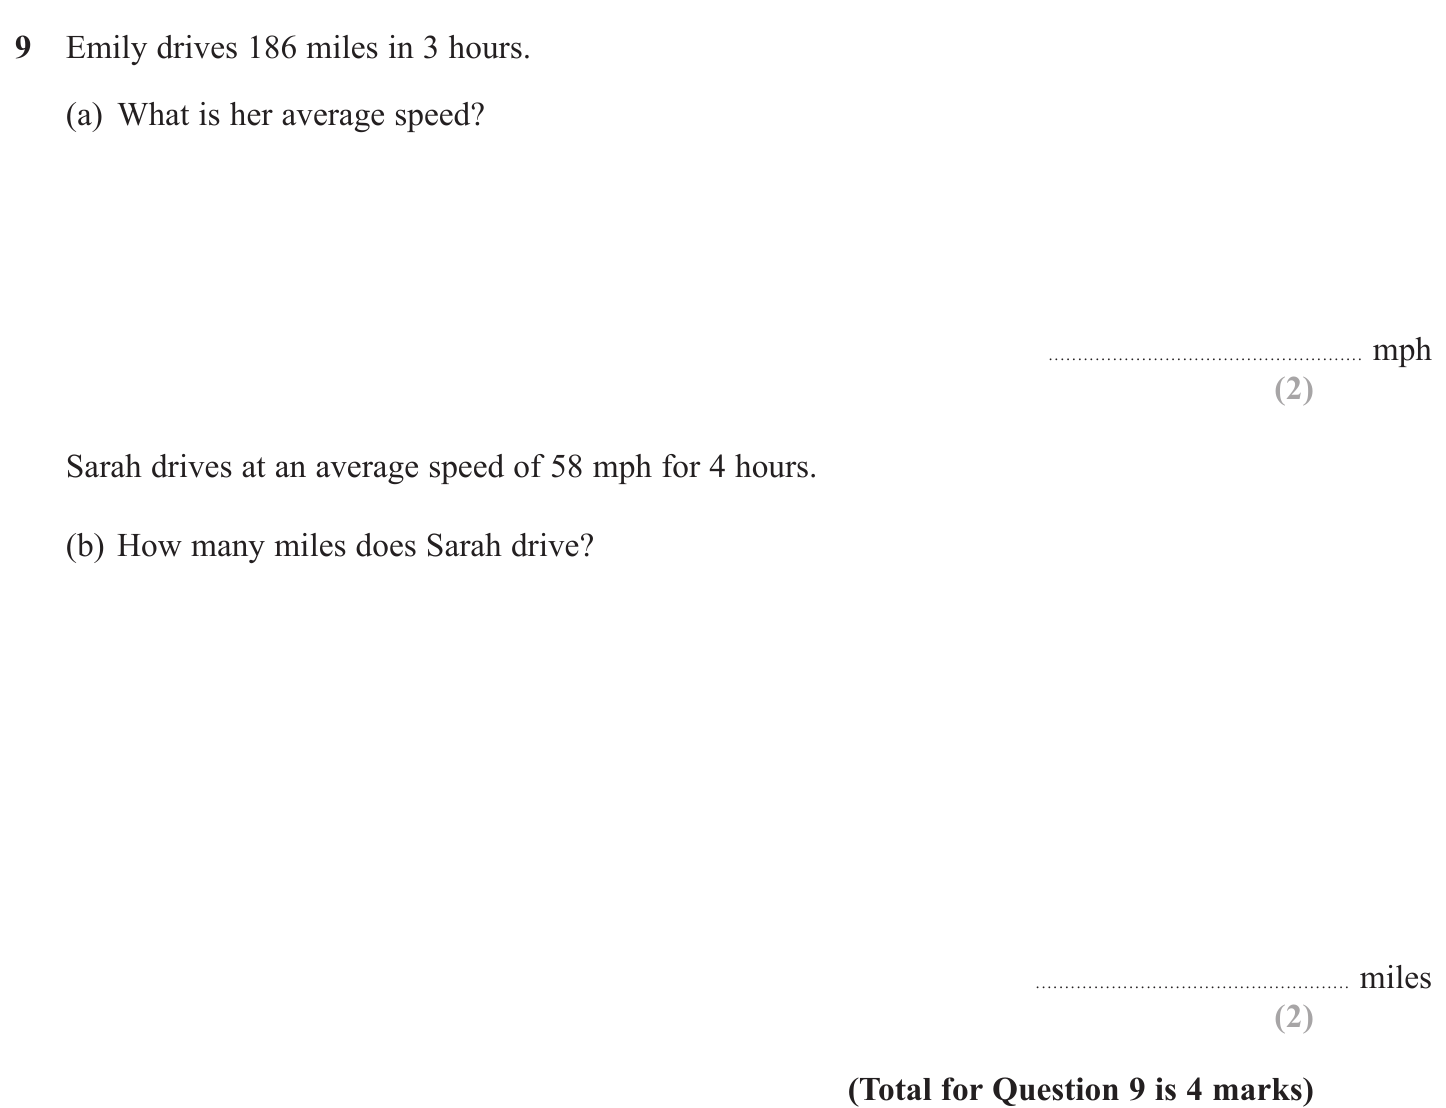 9 Emily drives 186 miles in 3 hours.
(a) What is her average speed?
...................................................... mph
(2)
Sarah drives at an average speed of 58 mph for 4 hours.
(b) How many miles does Sarah drive?
...................................................... miles
(2)
(Total for Question 9 is 4 marks)